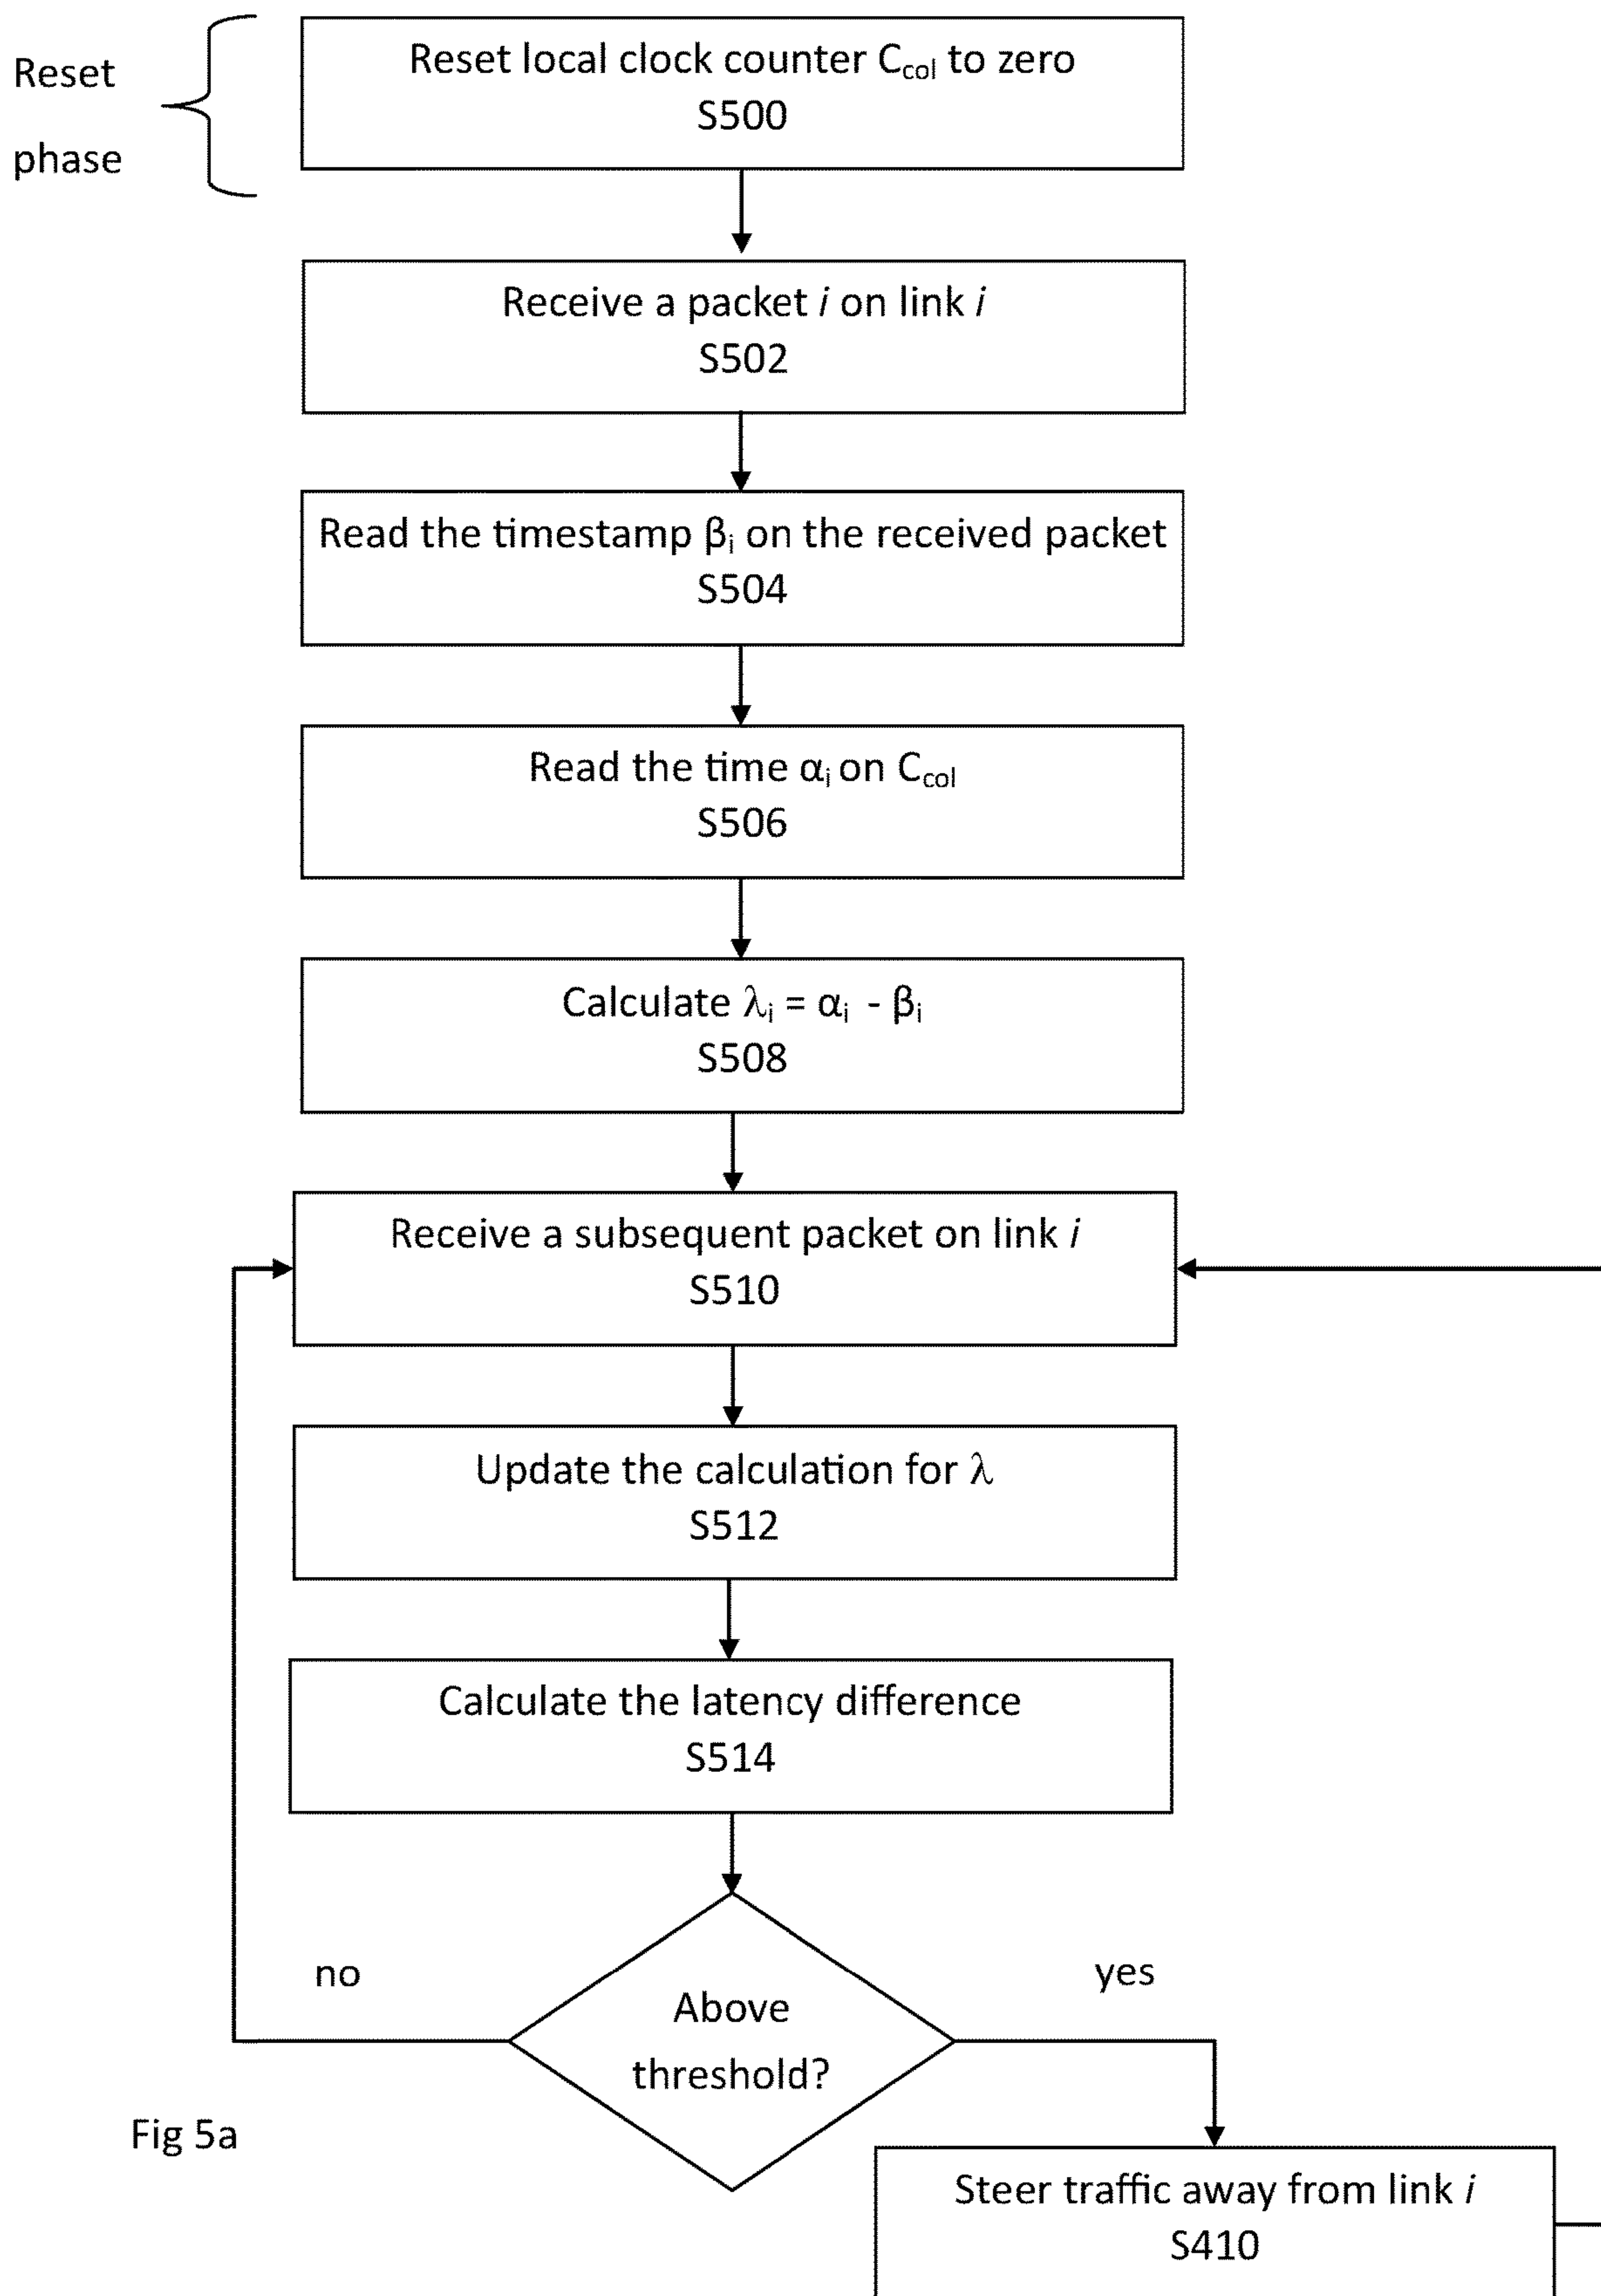 Reset
phase
Reset local clock counter Ccol to zero
S500
Receive a packet i on link i
S502
Read the timestamp βi on the received packet
S504
Read the time αi on Ccol
S506
Calculate λi = αi - βi
S508
Receive a subsequent packet on link i
S510
Update the calculation for λ
S512
Calculate the latency difference
S514
no
yes
Above
threshold?
Fig 5a
Steer traffic away from link i
S410